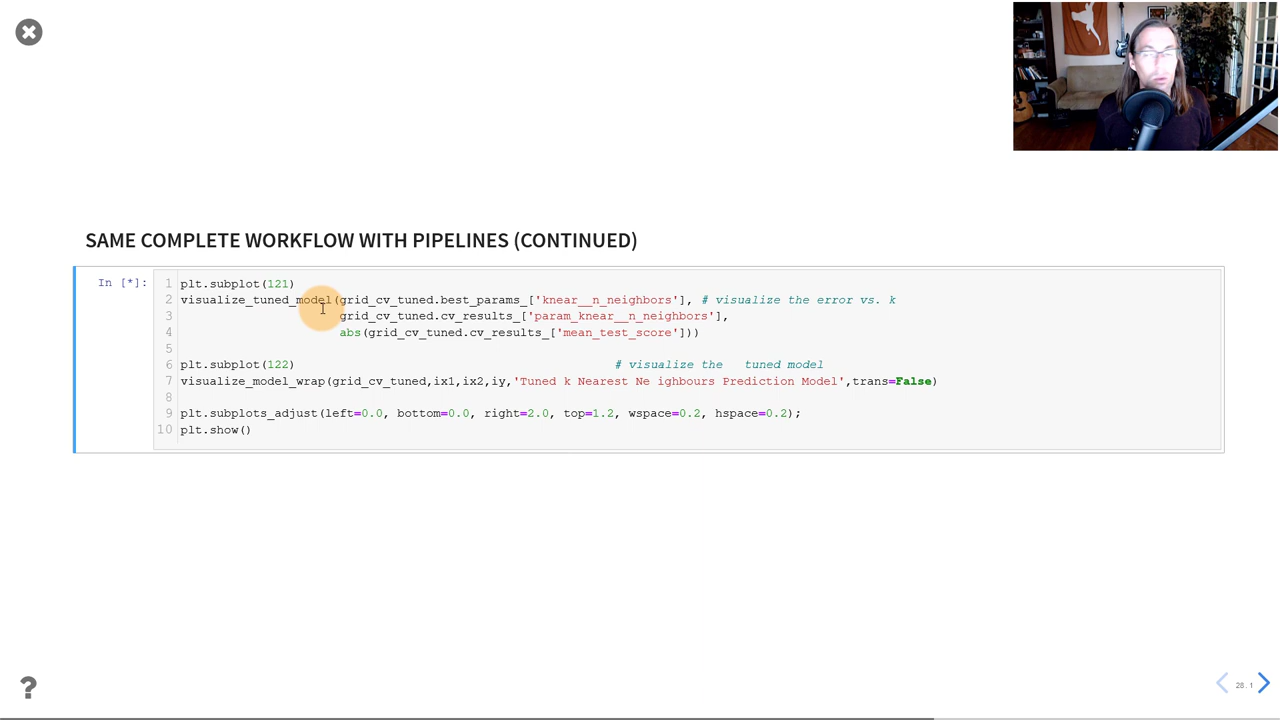 SAME COMPLETE WORKFLOW WITH PIPELINES (CONTINUED)
In [*]:
1 plt.subplot(121)
2 visualize_tuned_model(grid_cv_tuned.best_params_['knear__n_neighbors'], # visualize the error vs. k
3 grid_cv_tuned.cv_results_['param_knear__n_neighbors'],
4 abs(grid_cv_tuned.cv_results_['mean_test_score']))
5
6 plt.subplot(122) # visualize the tuned model
7 visualize_model_wrap(grid_cv_tuned,ix1,ix2,iy,'Tuned k Nearest Ne ighbours Prediction Model',trans=False)
8
9 plt.subplots_adjust(left=0.0, bottom=0.0, right=2.0, top=1.2, wspace=0.2, hspace=0.2);
10 plt.show()
?
28.1